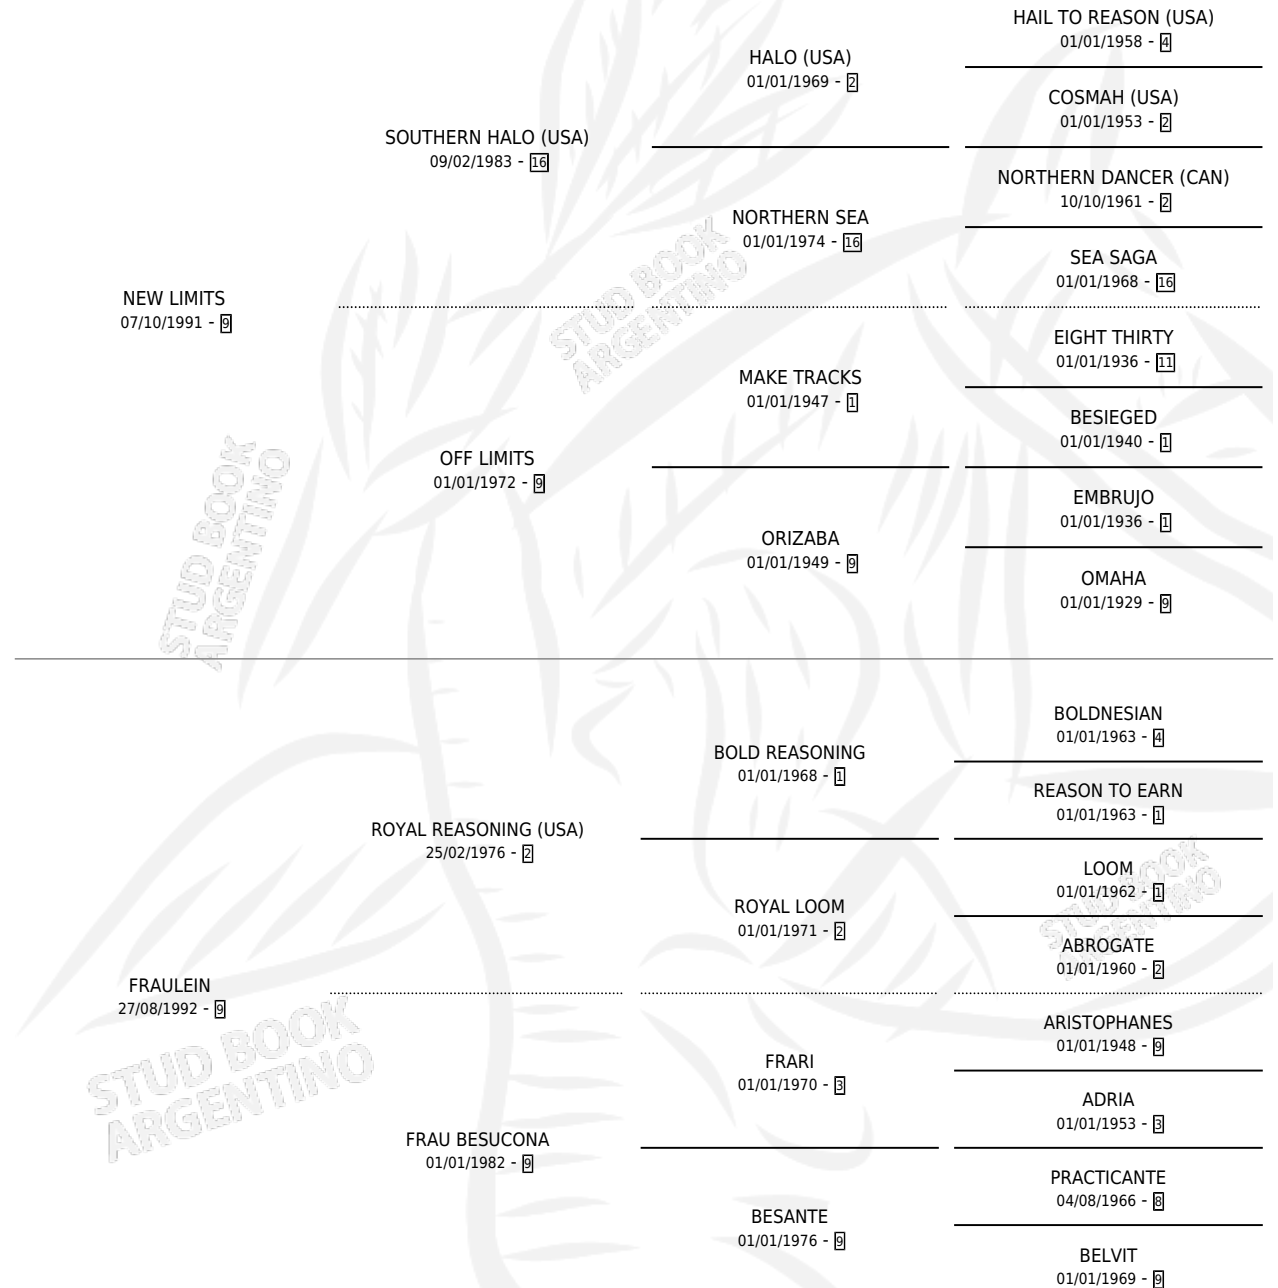 HAIL TO REASON (USA)
01/01/1958 - 4
HALO (USA)
01/01/1969 - 2
COSMAH (USA)
01/01/1953 - 2
SOUTHERN HALO (USA)
09/02/1983 - 16
NORTHERN DANCER (CAN)
10/10/1961 - 2
NORTHERN SEA
01/01/1974 - 16
SEA SAGA
01/01/1968 - 16
NEW LIMITS
07/10/1991 - 9
EIGHT THIRTY
01/01/1936 - 11
MAKE TRACKS
01/01/1947 - 1
BESIEGED
01/01/1940 - 1
OFF LIMITS
01/01/1972 - 9
EMBRUJO
01/01/1936 - 1
ORIZABA
01/01/1949 - 9
OMAHA
01/01/1929 - 9
STUD BOOK
ARGENTINO
STUD BOOK
ARGENTINO
BOLDNESIAN
01/01/1963 - 4
BOLD REASONING
01/01/1968 - 1
REASON TO EARN
01/01/1963 - 1
ROYAL REASONING (USA)
25/02/1976 - 2
LOOM
01/01/1962 - 1
ROYAL LOOM
01/01/1971 - 2
ABROGATE
01/01/1960 - 2
STUD BOOK
ARGENTINO
FRAULEIN
27/08/1992 - 9
ARISTOPHANES
01/01/1948 - 9
FRARI
01/01/1970 - 3
ADRIA
01/01/1953 - 3
FRAU BESUCONA
01/01/1982 - 9
PRACTICANTE
04/08/1966 - 8
BESANTE
01/01/1976 - 9
BELVIT
01/01/1969 - 9
STUD BOOK
ARGENTINO